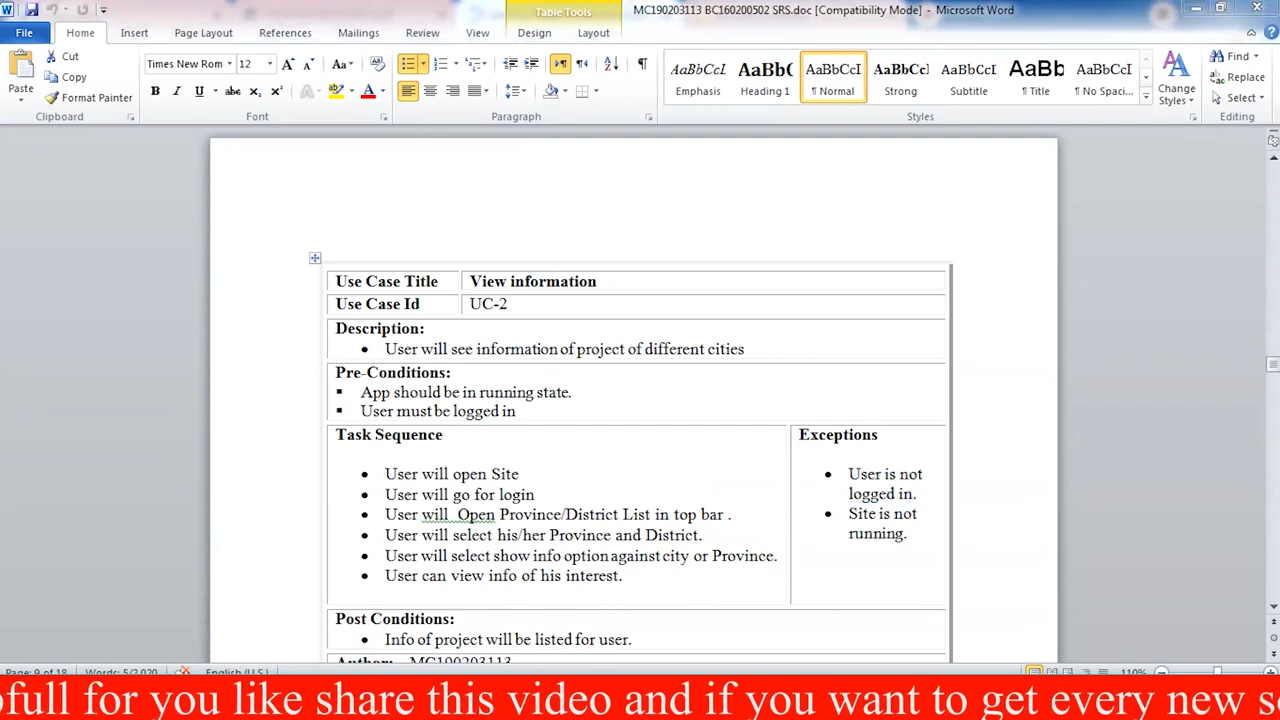 Table Tools
MC190203113 BC160200502 SRS.doc [Compatibility Mode] - Microsoft Word
File Home Insert Page Layout References Mailings Review View Design Layout
Paste
Cut
Copy
Format Painter
Clipboard
Times New Rom 12
Font
Paragraph
AaBbCcI AaBbC AaBbCcI AaBbCcI AaBbCcI AaBb AaBbCcI
Emphasis Heading 1 ¶ Normal Strong Subtitle ¶ Title ¶ No Spaci...
Change Styles
Styles
Find
Replace
Select
Editing
Use Case Title View information
Use Case Id UC-2
Description:
• User will see information of project of different cities
Pre-Conditions:
▪ App should be in running state.
▪ User must be logged in
Task Sequence
• User will open Site
• User will go for login
• User will  Open Province/District List in top bar .
• User will select his/her Province and District.
• User will select show info option against city or Province.
• User can view info of his interest.
Exceptions
• User is not
logged in.
• Site is not
running.
Post Conditions:
• Info of project will be listed for user.
Author: MC190203113
Page: 9 of 18 Words: 5/2,020 English (U.S.) 110%
ofull for you like share this video and if you want to get every new s